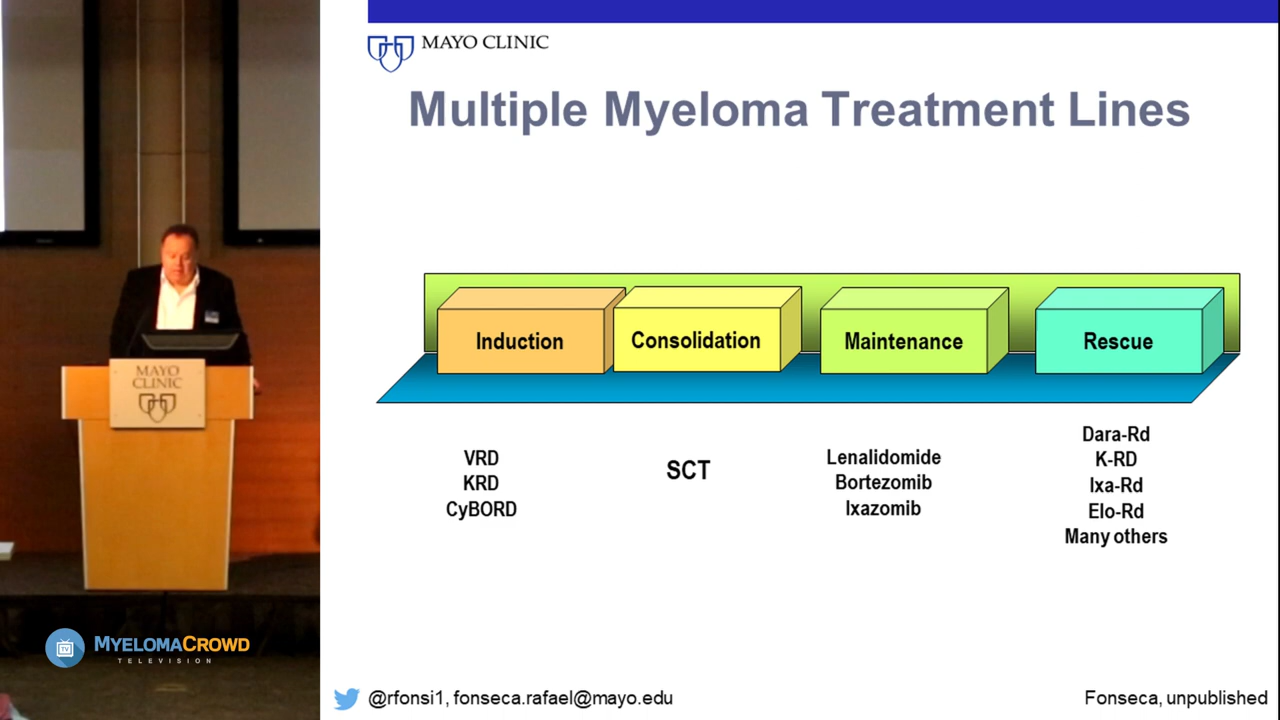 MAYO CLINIC
Multiple Myeloma Treatment Lines
Induction
Consolidation
Maintenance
Rescue
VRD
KRD
CyBORD
SCT
Lenalidomide
Bortezomib
Ixazomib
Dara-Rd
K-RD
Ixa-Rd
Elo-Rd
Many others
@rfonsi1, fonseca.rafael@mayo.edu
Fonseca, unpublished
MAYO
CLINIC
TV
MYELOMACROWD
TELEVISION